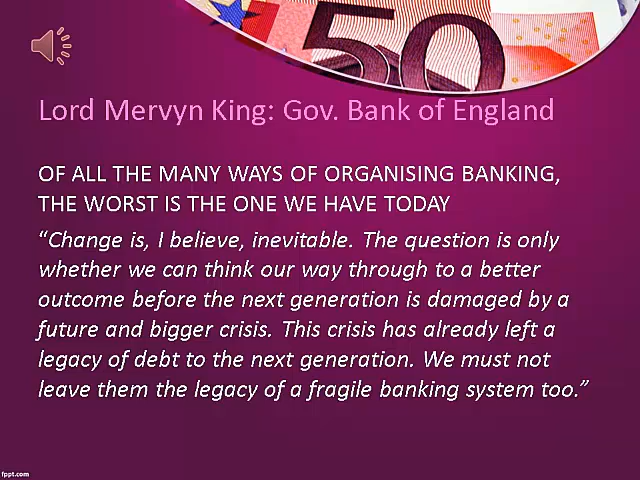 50
Lord Mervyn King: Gov. Bank of England
OF ALL THE MANY WAYS OF ORGANISING BANKING,
THE WORST IS THE ONE WE HAVE TODAY
“Change is, I believe, inevitable. The question is only
whether we can think our way through to a better
outcome before the next generation is damaged by a
future and bigger crisis. This crisis has already left a
legacy of debt to the next generation. We must not
leave them the legacy of a fragile banking system too.”
fppt.com